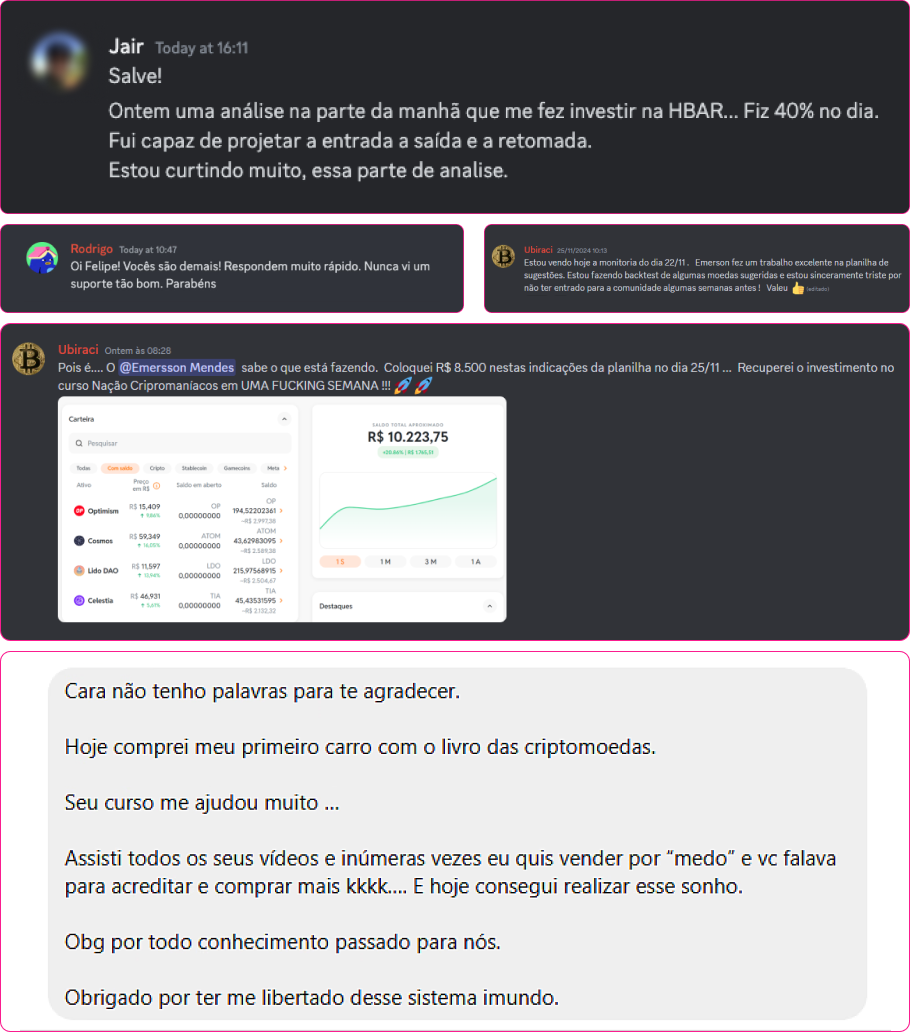 Jair Today at 16:11
Salve!
Ontem uma análise na parte da manhã que me fez investir na HBAR... Fiz 40% no dia.
Fui capaz de projetar a entrada a saída e a retomada.
Estou curtindo muito, essa parte de analise.
Rodrigo Today at 10:47
Oi Felipe! Vocês são demais! Respondem muito rápido. Nunca vi um
suporte tão bom. Parabéns
Ubiraci 25/11/2024 10:13
Estou vendo hoje a monitoria do dia 22/11 . Emerson fez um trabalho excelente na planilha de
sugestões. Estou fazendo backtest de algumas moedas sugeridas e estou sinceramente triste por
não ter entrado para a comunidade algumas semanas antes ! Valeu 👍 (editado)
Ubiraci Ontem às 08:28
Pois é.... O @Emersson Mendes sabe o que está fazendo. Coloquei R$ 8.500 nestas indicações da planilha no dia 25/11 ... Recuperei o investimento no
curso Nação Cripromaníacos em UMA FUCKING SEMANA !!! 🚀 🚀
Carteira
Pesquisar
Todas Com saldo Cripto Stablecoin Gamecoins Meta
Ativo Preço em R$ Saldo em aberto Saldo
Optimism R$ 15,409 OP 0,00000000 OP 194,52202361
↑ 9,86% ~R$ 2.997,38
Cosmos R$ 59,349 ATOM 0,00000000 ATOM 43,62983095
↑ 16,05% ~R$ 2.589,38
Lido DAO R$ 11,597 LDO 0,00000000 LDO 215,97568915
↑ 13,94% ~R$ 2.504,67
Celestia R$ 46,931 TIA 0,00000000 TIA 45,43531595
↑ 5,61% ~R$ 2.132,32
SALDO TOTAL APROXIMADO
R$ 10.223,75
+20,86% | R$ 1.765,31
1 S 1 M 3 M 1 A
Destaques
Cara não tenho palavras para te agradecer.
Hoje comprei meu primeiro carro com o livro das criptomoedas.
Seu curso me ajudou muito ...
Assisti todos os seus vídeos e inúmeras vezes eu quis vender por “medo” e vc falava
para acreditar e comprar mais kkkk.... E hoje consegui realizar esse sonho.
Obg por todo conhecimento passado para nós.
Obrigado por ter me libertado desse sistema imundo.